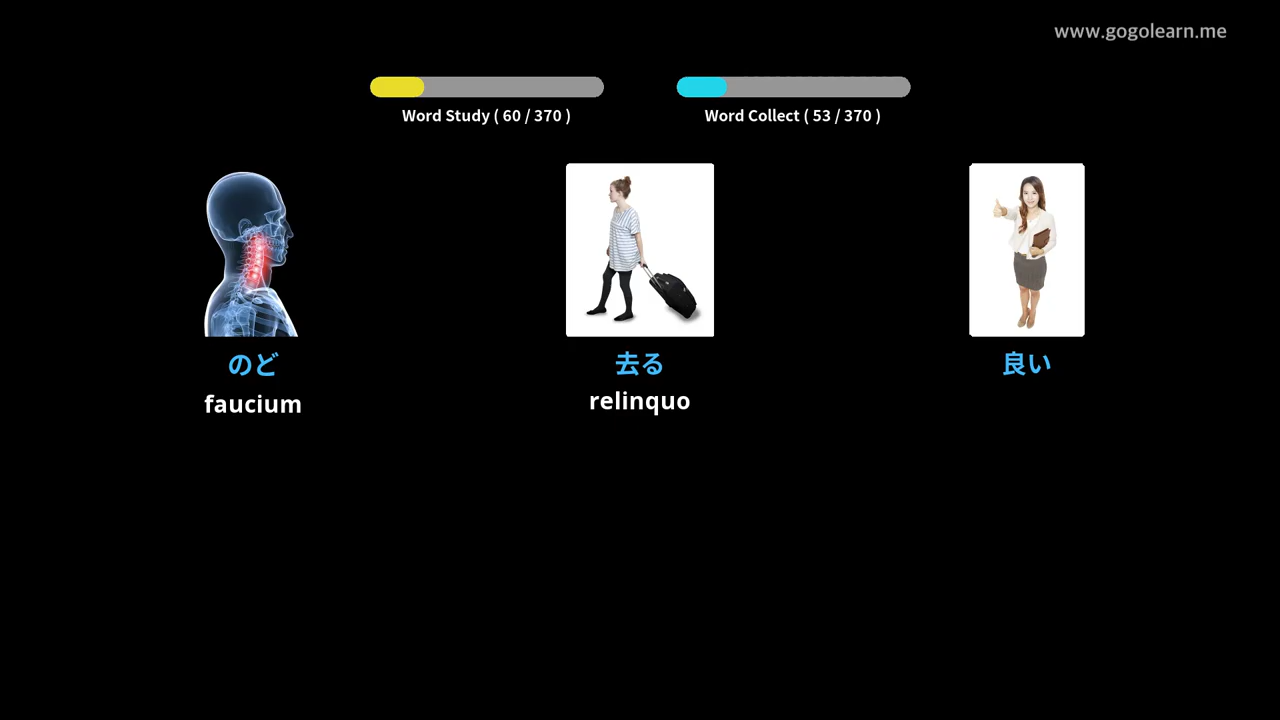 www.gogolearn.me
Word Study ( 60 / 370 )
Word Collect ( 53 / 370 )
のど
faucium
去る
relinquo
良い